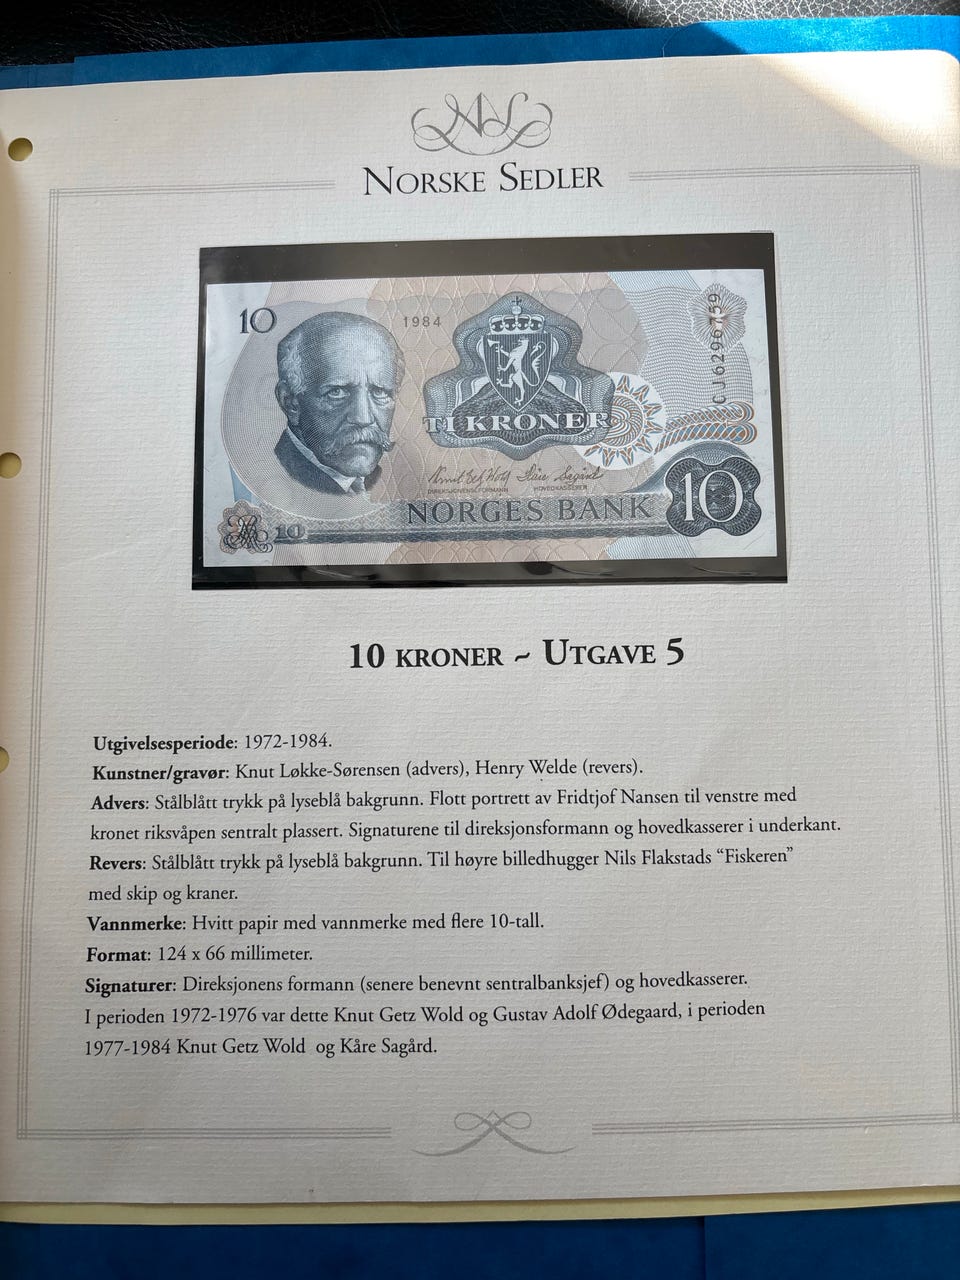 NORSKE SEDLER
10
1984
CJ6296759
TI KRONER
DIREKSJONENS FORMANN HOVEDKASSERER
NORGES BANK
10
10
10 KRONER ~ UTGAVE 5
Utgivelsesperiode: 1972-1984.
Kunstner/gravør: Knut Løkke-Sørensen (advers), Henry Welde (revers).
Advers: Stålblått trykk på lyseblå bakgrunn. Flott portrett av Fridtjof Nansen til venstre med
kronet riksvåpen sentralt plassert. Signaturene til direksjonsformann og hovedkasserer i underkant.
Revers: Stålblått trykk på lyseblå bakgrunn. Til høyre billedhugger Nils Flakstads “Fiskeren”
med skip og kraner.
Vannmerke: Hvitt papir med vannmerke med flere 10-tall.
Format: 124 x 66 millimeter.
Signaturer: Direksjonens formann (senere benevnt sentralbanksjef) og hovedkasserer.
I perioden 1972-1976 var dette Knut Getz Wold og Gustav Adolf Ødegaard, i perioden
1977-1984 Knut Getz Wold og Kåre Sagård.